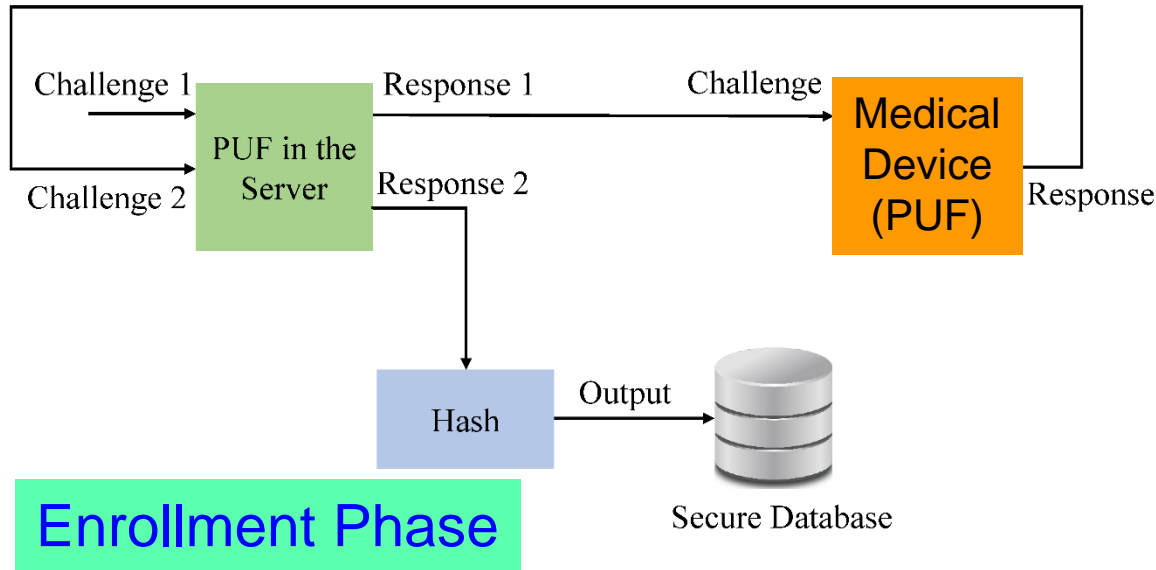 Challenge 1
Response 1
Challenge
Medical
Device
(PUF)
PUF in the
Server
Challenge 2
Response 2
Response
Hash
Output
Secure Database
Enrollment Phase